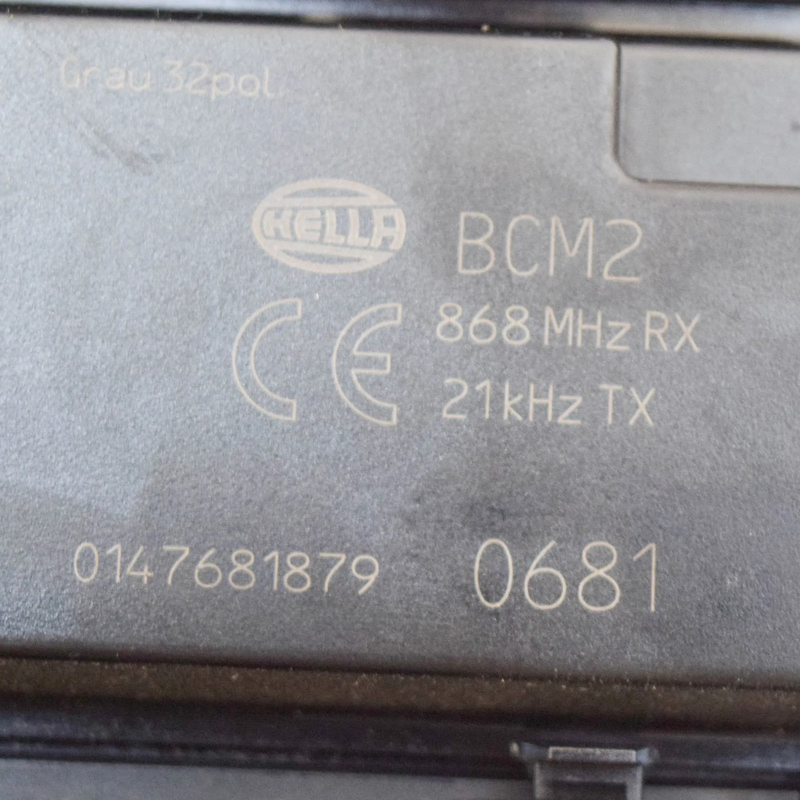 Grau 32pol.
HELLA
BCM2
CE
868 MHz RX
21kHz TX
0147681879
0681